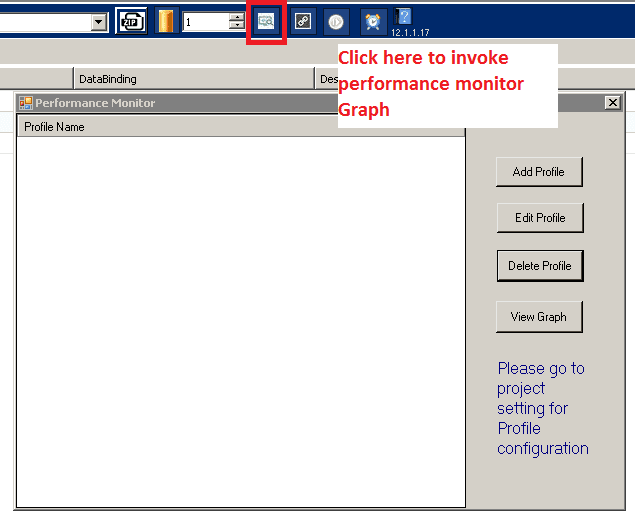 ZIP
1
12.1.1.17
Click here to invoke
performance monitor
Graph
DataBinding
Des
Performance Monitor
Profile Name
Add Profile
Edit Profile
Delete Profile
View Graph
Please go to
project
setting for
Profile
configuration